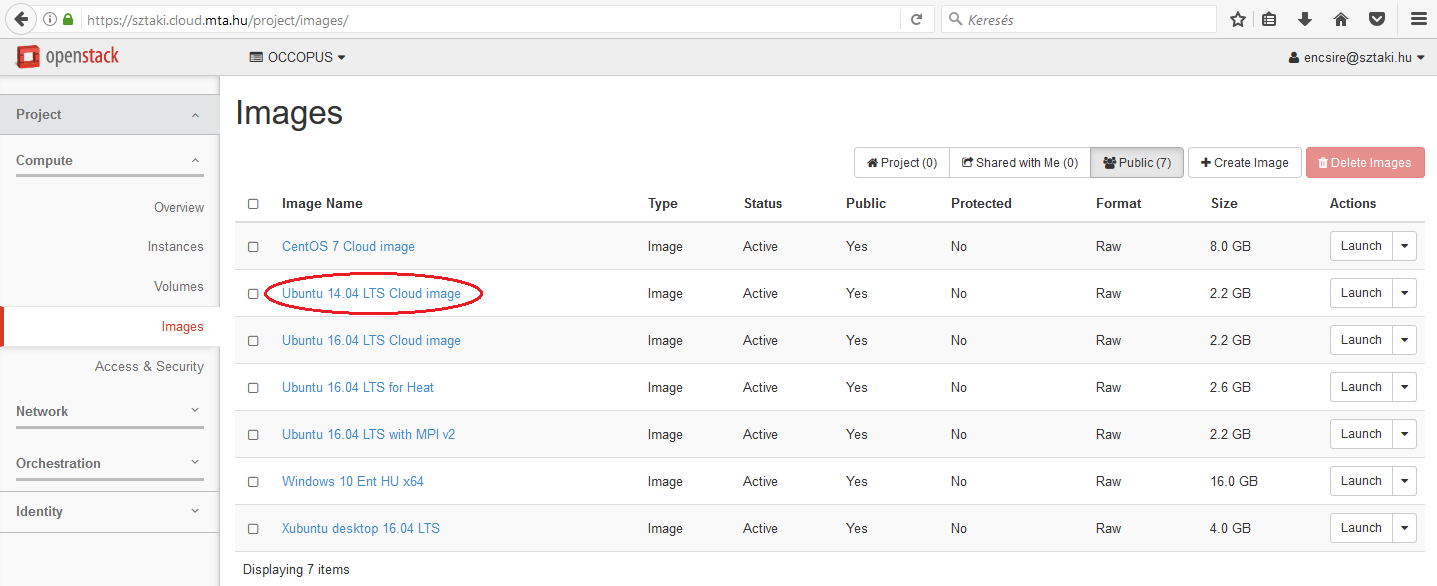 https://sztaki.cloud.mta.hu/project/images/ Keresés
openstack OCCOPUS encsire@sztaki.hu
Project
Compute
Overview
Instances
Volumes
Images
Access & Security
Network
Orchestration
Identity
Images
Project (0) Shared with Me (0) Public (7) Create Image Delete Images
Image Name Type Status Public Protected Format Size Actions
CentOS 7 Cloud image Image Active Yes No Raw 8.0 GB Launch
Ubuntu 14.04 LTS Cloud image Image Active Yes No Raw 2.2 GB Launch
Ubuntu 16.04 LTS Cloud image Image Active Yes No Raw 2.2 GB Launch
Ubuntu 16.04 LTS for Heat Image Active Yes No Raw 2.6 GB Launch
Ubuntu 16.04 LTS with MPI v2 Image Active Yes No Raw 2.2 GB Launch
Windows 10 Ent HU x64 Image Active Yes No Raw 16.0 GB Launch
Xubuntu desktop 16.04 LTS Image Active Yes No Raw 4.0 GB Launch
Displaying 7 items